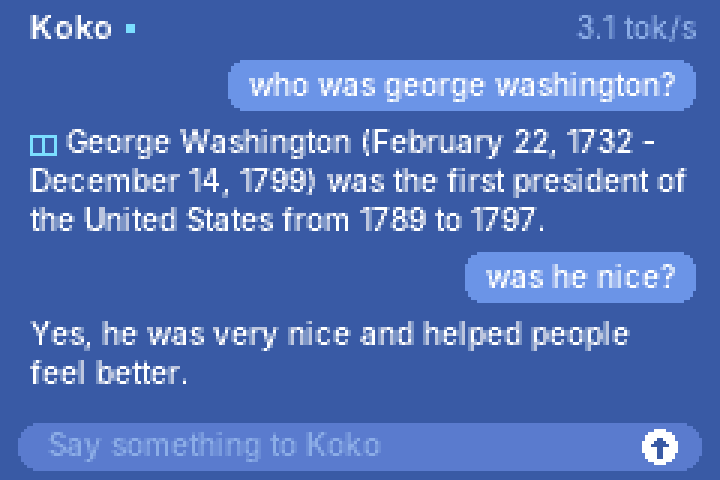 Koko
3.1 tok/s
who was george washington?
George Washington (February 22, 1732 -
December 14, 1799) was the first president of
the United States from 1789 to 1797.
was he nice?
Yes, he was very nice and helped people
feel better.
Say something to Koko